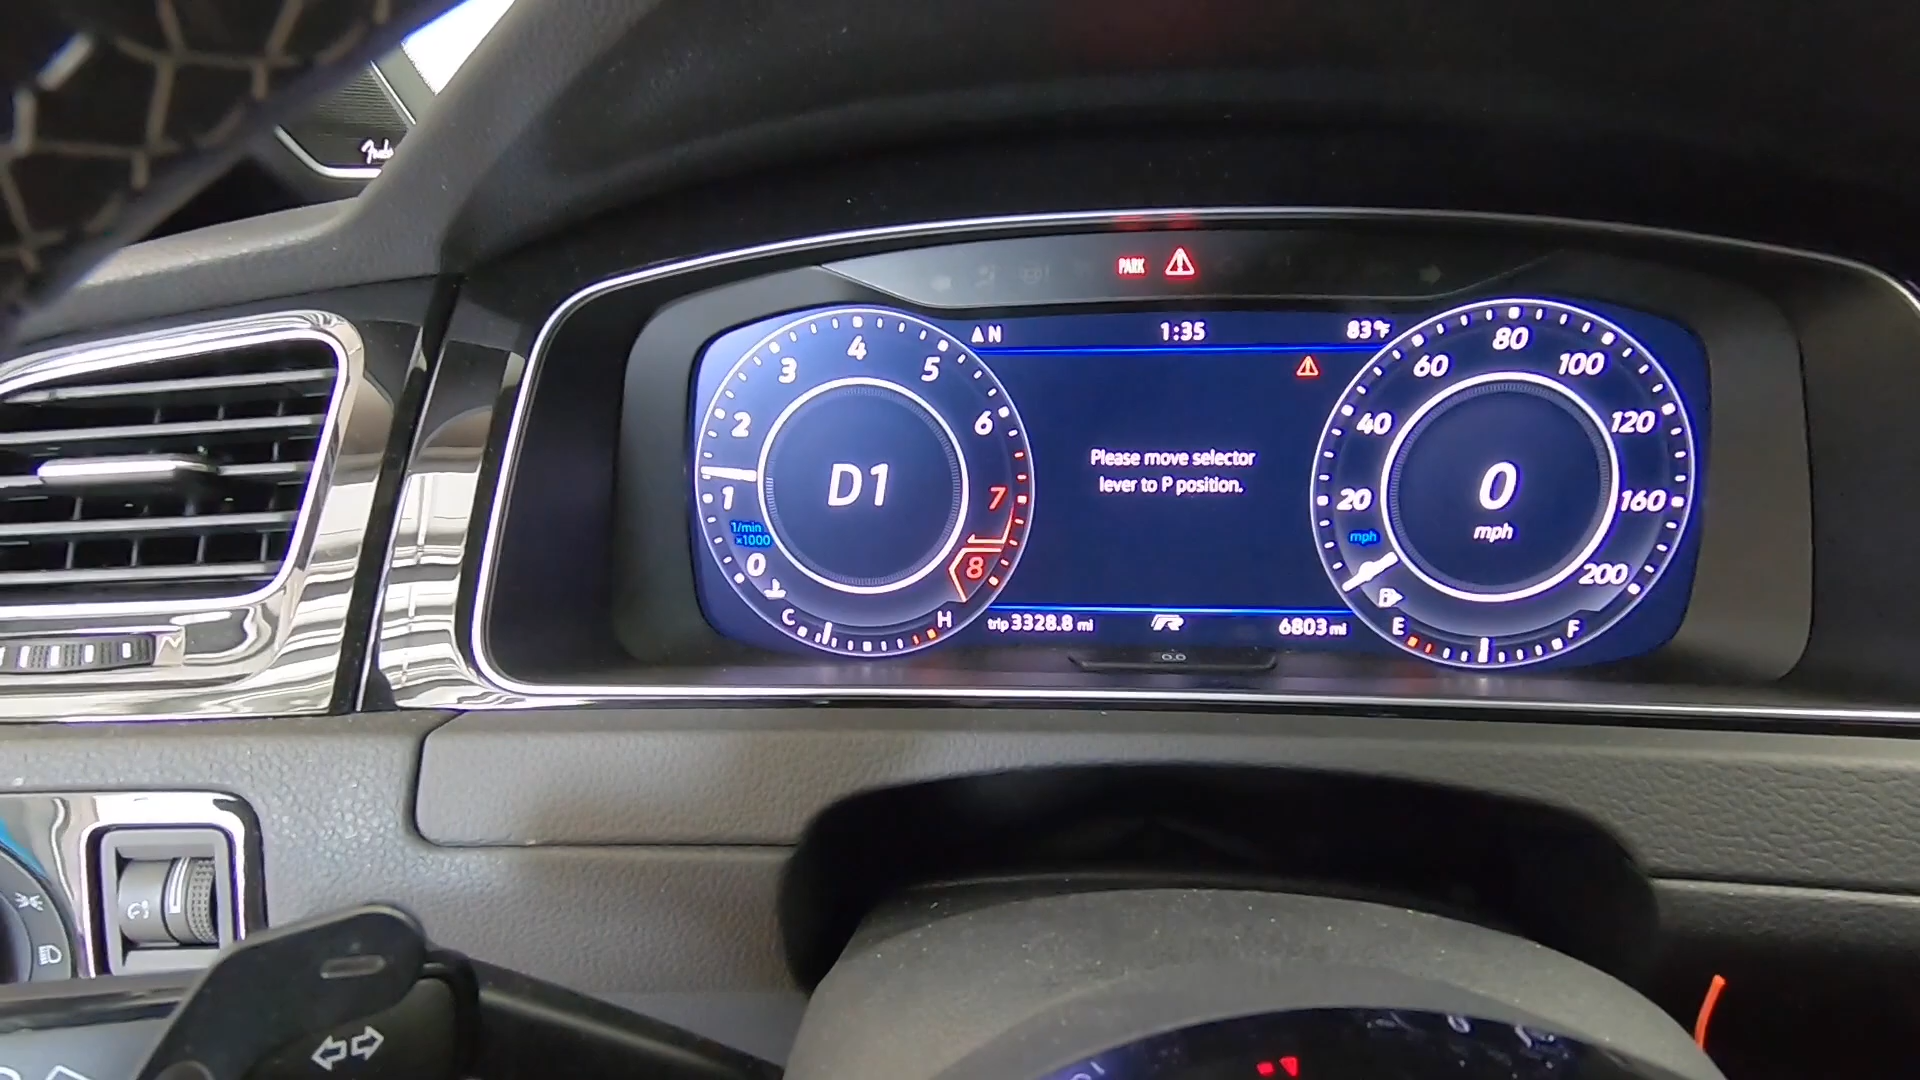 Fender
PARK
N
1:35
83°F
4
3
5
2
6
D1
1
7
1/min
×1000
0
8
C
H
Please move selector
lever to P position.
trip 3328.8 mi
R
6803 mi
80
60
100
40
120
20
0
160
mph
mph
200
E
F